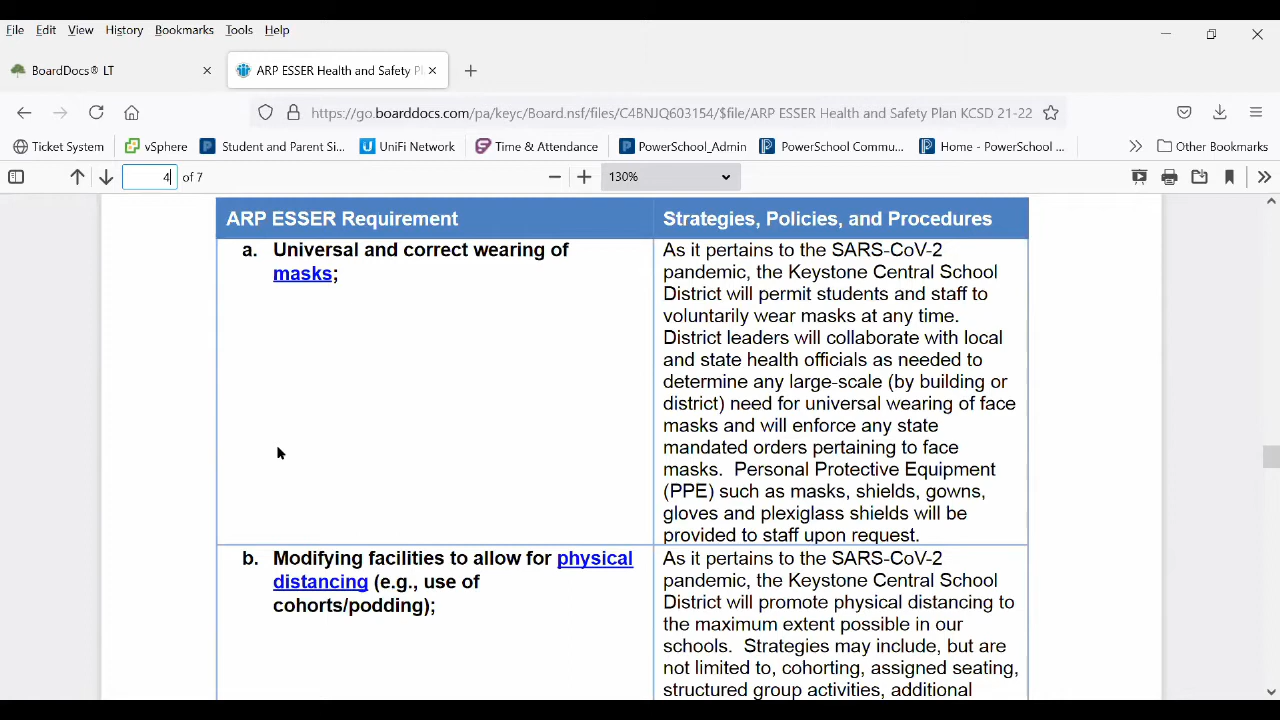 File Edit View History Bookmarks Tools Help
BoardDocs® LT
ARP ESSER Health and Safety Pl
https://go.boarddocs.com/pa/keyc/Board.nsf/files/C4BNJQ603154/$file/ARP ESSER Health and Safety Plan KCSD 21-22
Ticket System vSphere Student and Parent Si... UniFi Network Time & Attendance PowerSchool_Admin PowerSchool Commu... Home - PowerSchool ... Other Bookmarks
4 of 7 130%
ARP ESSER Requirement
Strategies, Policies, and Procedures
a. Universal and correct wearing of
masks;
As it pertains to the SARS-CoV-2
pandemic, the Keystone Central School
District will permit students and staff to
voluntarily wear masks at any time.
District leaders will collaborate with local
and state health officials as needed to
determine any large-scale (by building or
district) need for universal wearing of face
masks and will enforce any state
mandated orders pertaining to face
masks.  Personal Protective Equipment
(PPE) such as masks, shields, gowns,
gloves and plexiglass shields will be
provided to staff upon request.
b. Modifying facilities to allow for physical
distancing (e.g., use of
cohorts/podding);
As it pertains to the SARS-CoV-2
pandemic, the Keystone Central School
District will promote physical distancing to
the maximum extent possible in our
schools.  Strategies may include, but are
not limited to, cohorting, assigned seating,
structured group activities, additional